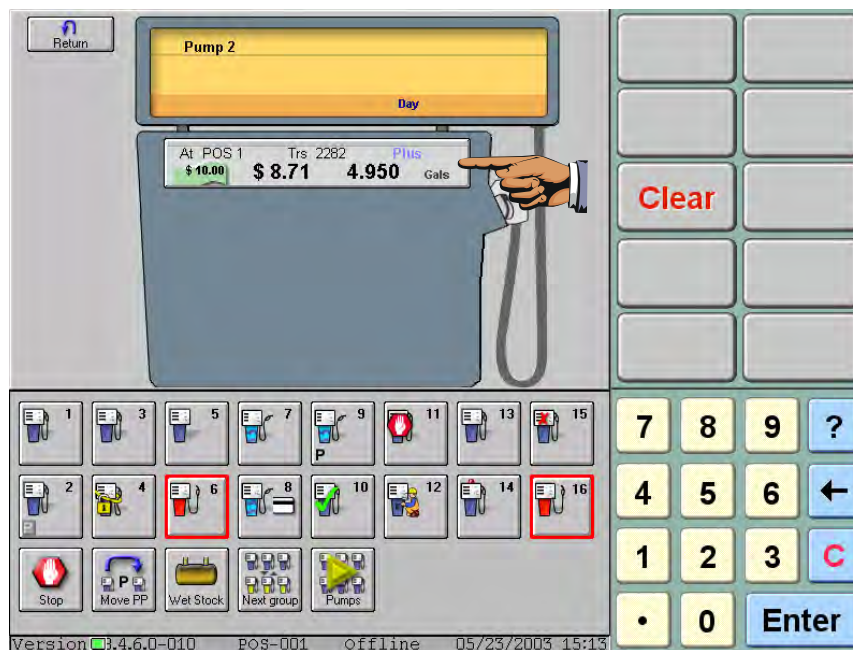 Return
Pump 2
Day
At POS 1 Trs 2282 Plus
$ 10.00 $ 8.71 4.950 Gals
Clear
1 3 5 7 9 11 13 15
P
2 4 6 8 10 12 14 16
P
Stop Move PP Wet Stock Next group Pumps
7 8 9 ?
4 5 6 ←
1 2 3 C
. 0 Enter
Version 9.4.6.0-010 POS-001 Offline 05/23/2003 15:13